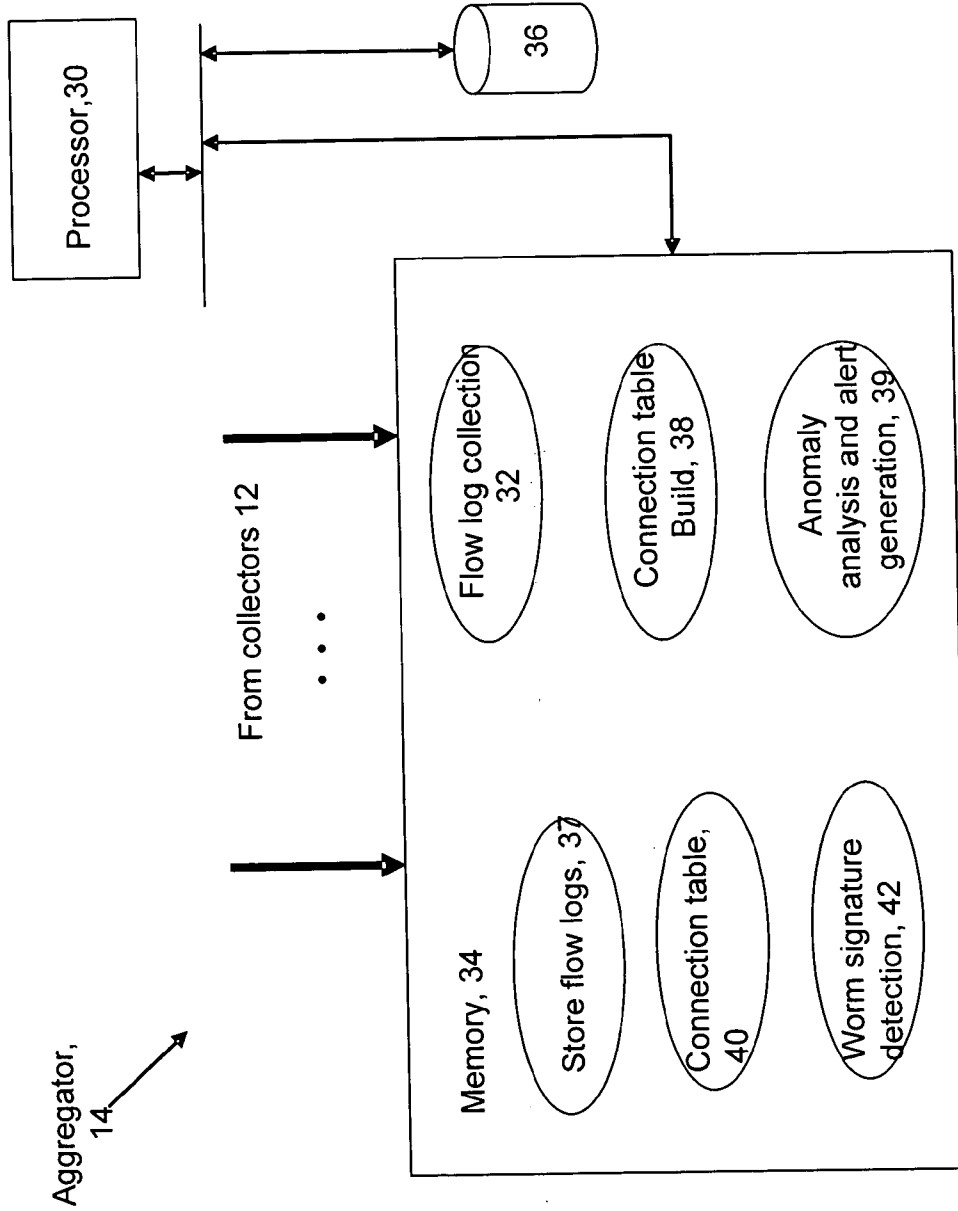 Aggregator,
14
From collectors 12
Processor,30
36
Memory, 34
Store flow logs, 37
Connection table,
40
Worm signature
detection, 42
Flow log collection
32
Connection table
Build, 38
Anomaly
analysis and alert
generation, 39